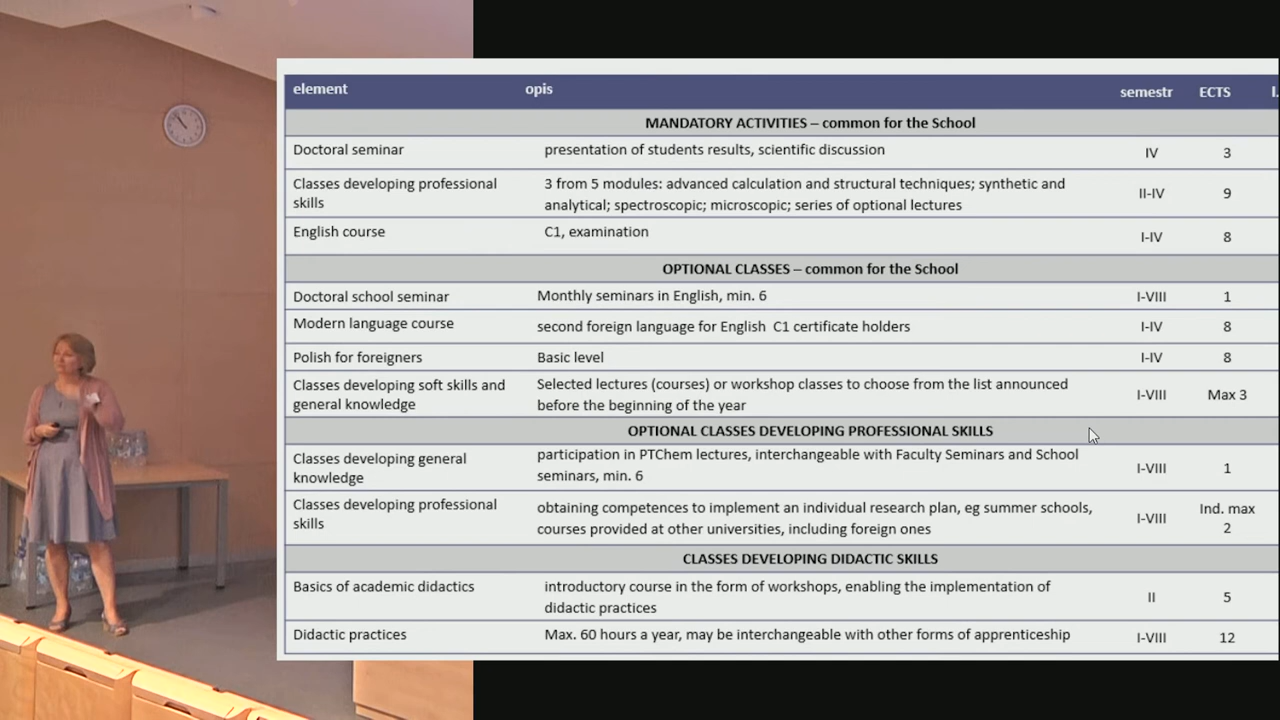 element opis semestr ECTS
MANDATORY ACTIVITIES – common for the School
Doctoral seminar presentation of students results, scientific discussion IV 3
Classes developing professional skills 3 from 5 modules: advanced calculation and structural techniques; synthetic and analytical; spectroscopic; microscopic; series of optional lectures II-IV 9
English course C1, examination I-IV 8
OPTIONAL CLASSES – common for the School
Doctoral school seminar Monthly seminars in English, min. 6 I-VIII 1
Modern language course second foreign language for English C1 certificate holders I-IV 8
Polish for foreigners Basic level I-IV 8
Classes developing soft skills and general knowledge Selected lectures (courses) or workshop classes to choose from the list announced before the beginning of the year I-VIII Max 3
OPTIONAL CLASSES DEVELOPING PROFESSIONAL SKILLS
Classes developing general knowledge participation in PTChem lectures, interchangeable with Faculty Seminars and School seminars, min. 6 I-VIII 1
Classes developing professional skills obtaining competences to implement an individual research plan, eg summer schools, courses provided at other universities, including foreign ones I-VIII Ind. max 2
CLASSES DEVELOPING DIDACTIC SKILLS
Basics of academic didactics introductory course in the form of workshops, enabling the implementation of didactic practices II 5
Didactic practices Max. 60 hours a year, may be interchangeable with other forms of apprenticeship I-VIII 12